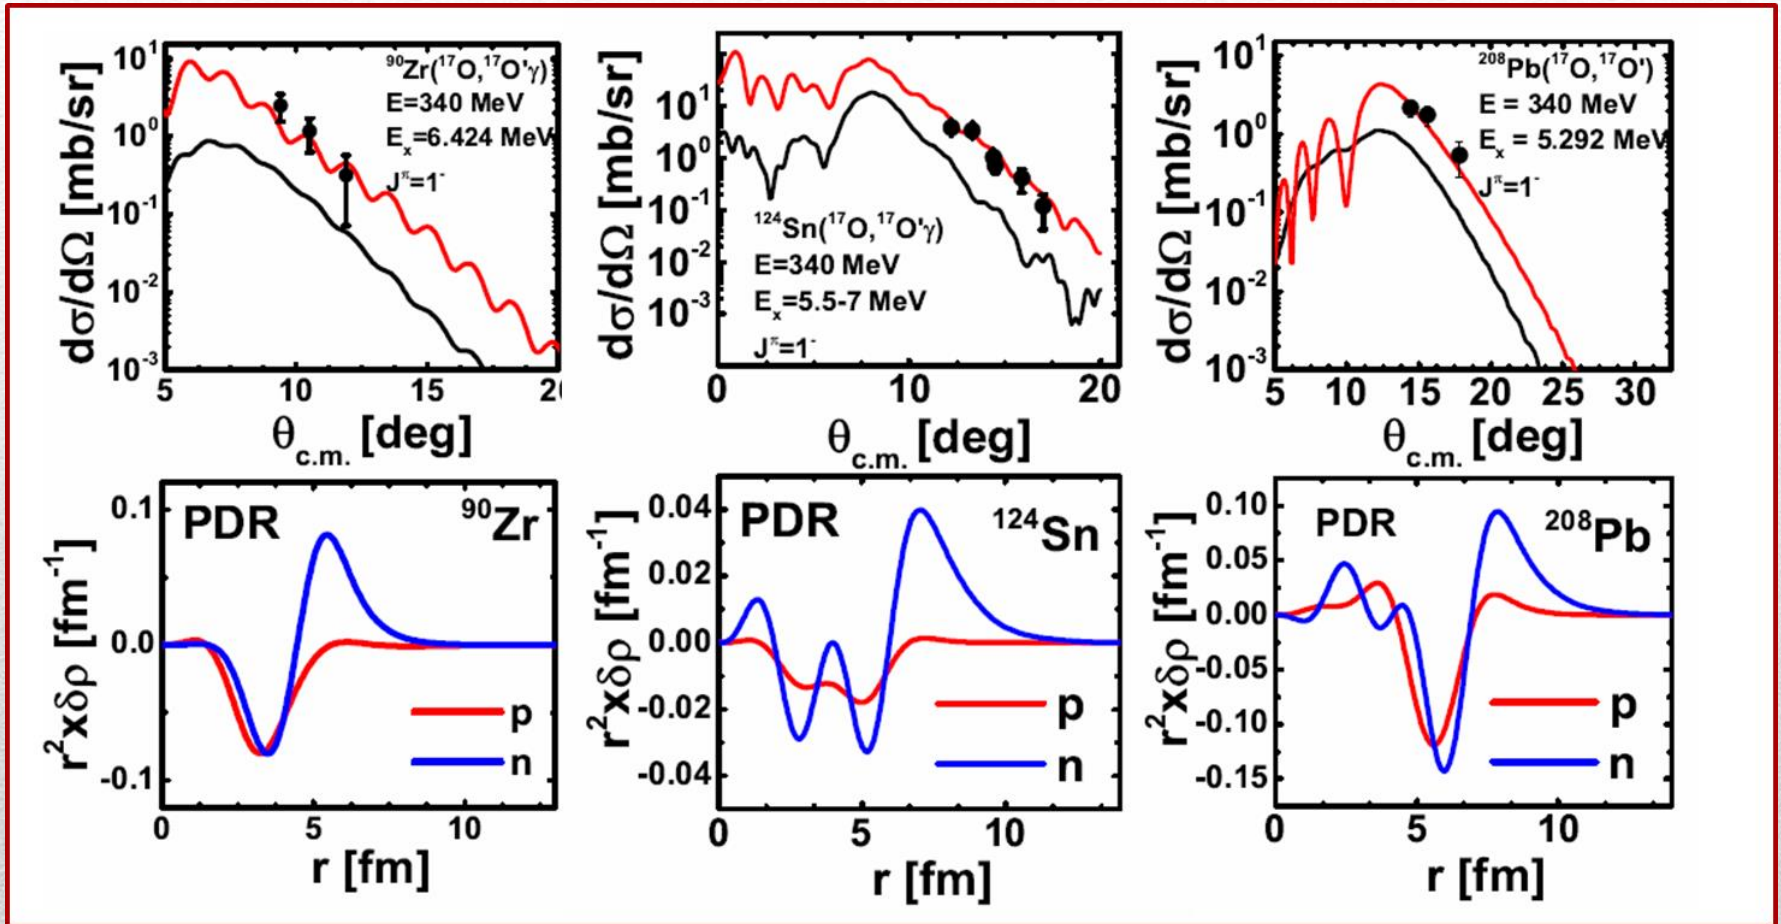 dσ/dΩ [mb/sr]
10¹
10⁰
10⁻¹
10⁻²
10⁻³
⁹⁰Zr(¹⁷O,¹⁷O'γ)
E=340 MeV
Eₓ=6.424 MeV
Jᵖ=1⁻
5 10 15
θc.m. [deg]
dσ/dΩ [mb/sr]
10¹
10⁰
10⁻¹
10⁻²
10⁻³
¹²⁴Sn(¹⁷O,¹⁷O'γ)
E=340 MeV
Eₓ=5.5-7 MeV
Jᵖ=1⁻
0 10 20
θc.m. [deg]
dσ/dΩ [mb/sr]
10¹
10⁰
10⁻¹
10⁻²
10⁻³
²⁰⁸Pb(¹⁷O,¹⁷O')
E = 340 MeV
Eₓ = 5.292 MeV
Jᵖ=1⁻
5 10 15 20 25 30
θc.m. [deg]
r²xδρ [fm⁻¹]
0.1
0.0
-0.1
PDR ⁹⁰Zr
p
n
0 5 10
r [fm]
r²xδρ [fm⁻¹]
0.04
0.02
0.00
-0.02
-0.04
PDR ¹²⁴Sn
p
n
0 5 10
r [fm]
r²xδρ [fm⁻¹]
0.10
0.05
0.00
-0.05
-0.10
-0.15
PDR ²⁰⁸Pb
p
n
0 5 10
r [fm]